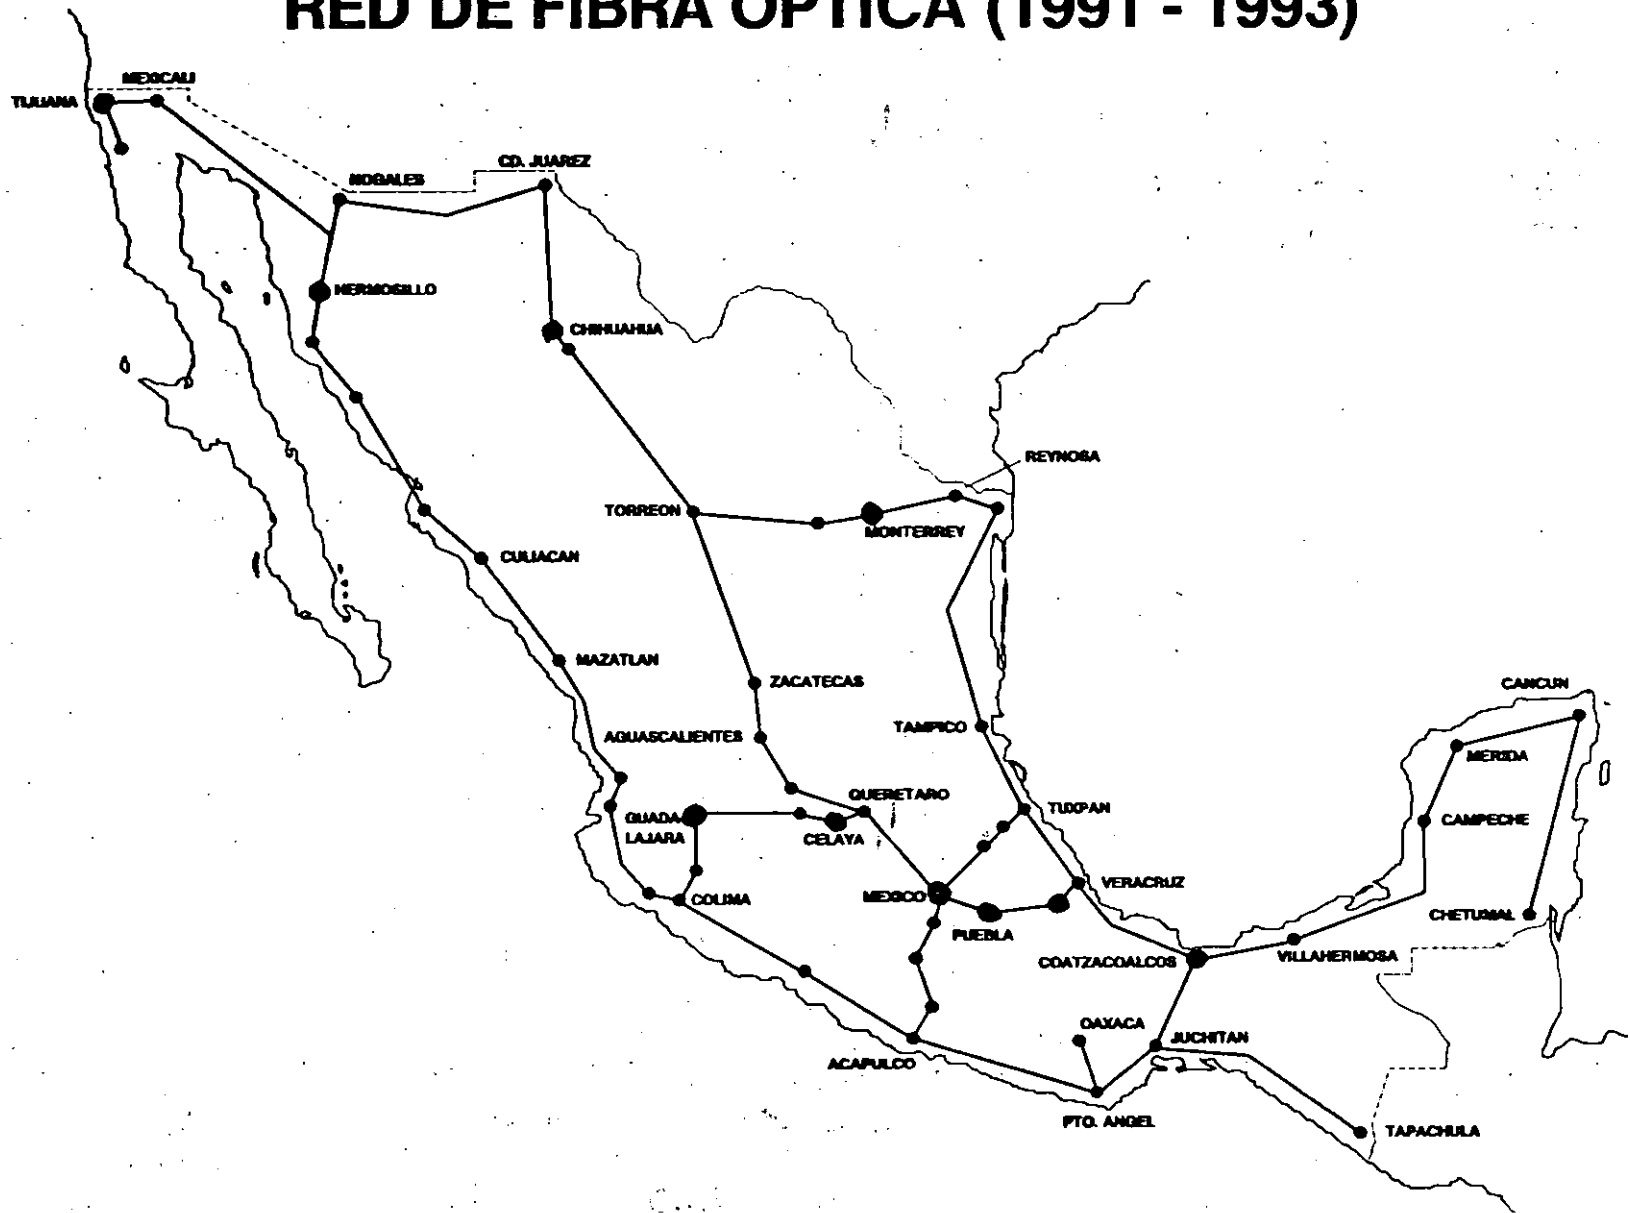 RED DE FIBRA OPTICA (1991 - 1993)
MEXICALI
TIJUANA
CD. JUAREZ
NOGALES
HERMOSILLO
CHIHUAHUA
REYNOSA
TORREON
MONTERREY
CULIACAN
MAZATLAN
ZACATECAS
CANCUN
TAMPICO
AGUASCALIENTES
MERIDA
QUERETARO
TUXPAN
GUADA
LAJARA
CAMPECHE
CELAYA
VERACRUZ
MEXICO
COLIMA
CHETUMAL
PUEBLA
VILLAHERMOSA
COATZACOALCOS
OAXACA
JUCHITAN
ACAPULCO
PTO. ANGEL
TAPACHULA